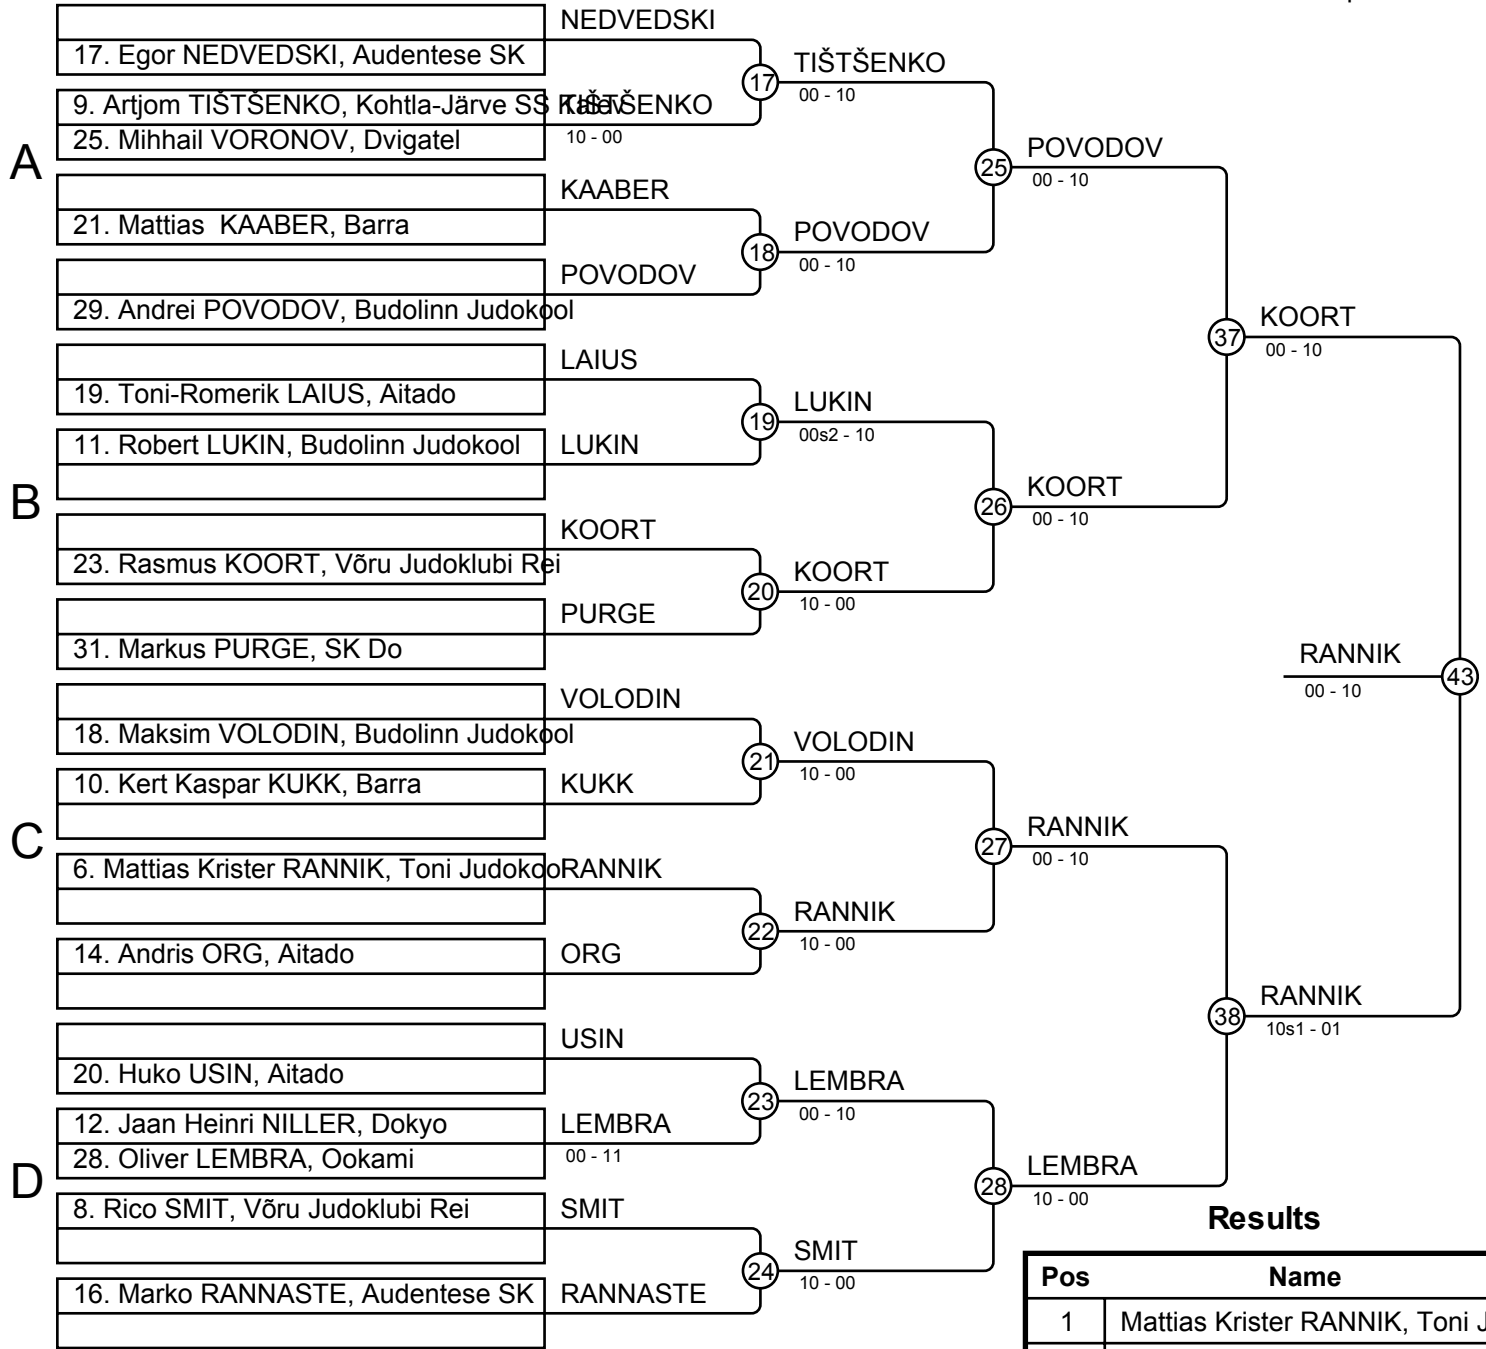 NEDVEDSKI
17. Egor NEDVEDSKI, Audentese SK
17
TIŠTŠENKO
00 - 10
9. Artjom TIŠTŠENKO, Kohtla-Järve SS Kalev
TIŠTŠENKO
25. Mihhail VORONOV, Dvigatel
10 - 00
A
25
POVODOV
00 - 10
KAABER
21. Mattias  KAABER, Barra
18
POVODOV
00 - 10
POVODOV
29. Andrei POVODOV, Budolinn Judokool
37
KOORT
00 - 10
LAIUS
19. Toni-Romerik LAIUS, Aitado
19
LUKIN
00s2 - 10
11. Robert LUKIN, Budolinn Judokool
LUKIN
B
26
KOORT
00 - 10
KOORT
23. Rasmus KOORT, Võru Judoklubi Rei
20
KOORT
10 - 00
PURGE
31. Markus PURGE, SK Do
RANNIK
43
00 - 10
VOLODIN
18. Maksim VOLODIN, Budolinn Judokool
21
VOLODIN
10 - 00
10. Kert Kaspar KUKK, Barra
KUKK
C
27
RANNIK
00 - 10
6. Mattias Krister RANNIK, Toni Judokool
RANNIK
22
RANNIK
10 - 00
14. Andris ORG, Aitado
ORG
38
RANNIK
10s1 - 01
USIN
20. Huko USIN, Aitado
23
LEMBRA
00 - 10
12. Jaan Heinri NILLER, Dokyo
LEMBRA
28. Oliver LEMBRA, Ookami
00 - 11
D
28
LEMBRA
10 - 00
8. Rico SMIT, Võru Judoklubi Rei
SMIT
24
SMIT
10 - 00
16. Marko RANNASTE, Audentese SK
RANNASTE
Results
Pos
Name
1
Mattias Krister RANNIK, Toni J